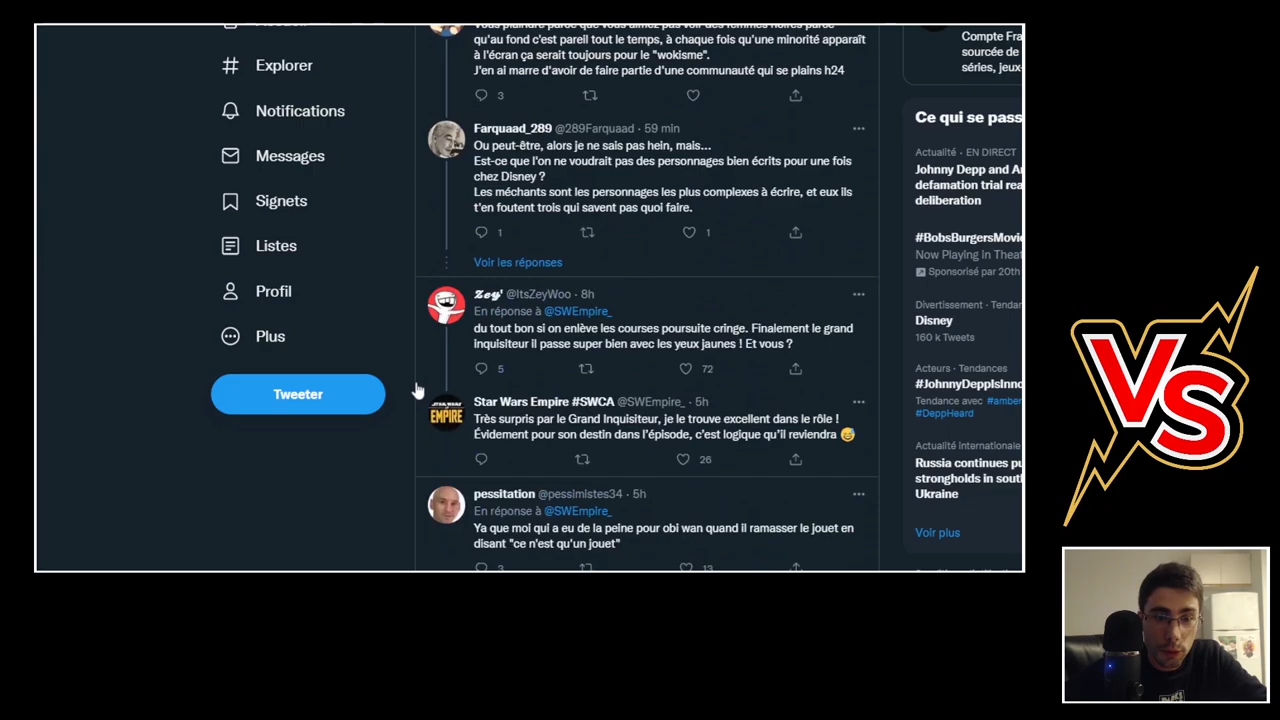 Explorer
Notifications
Messages
Signets
Listes
Profil
Plus
Tweeter
qu'au fond c'est pareil tout le temps, à chaque fois qu'une minorité apparaît
à l'écran ça serait toujours pour le "wokisme".
J'en ai marre d'avoir de faire partie d'une communauté qui se plains h24
3
Farquaad_289 @289Farquaad · 59 min
Ou peut-être, alors je ne sais pas hein, mais...
Est-ce que l'on ne voudrait pas des personnages bien écrits pour une fois
chez Disney ?
Les méchants sont les personnages les plus complexes à écrire, et eux ils
t'en foutent trois qui savent pas quoi faire.
1 1
Voir les réponses
𝒁𝒆𝒚' @ItsZeyWoo · 8h
En réponse à @SWEmpire_
du tout bon si on enlève les courses poursuite cringe. Finalement le grand
inquisiteur il passe super bien avec les yeux jaunes ! Et vous ?
5 72
Star Wars Empire #SWCA @SWEmpire_ · 5h
Très surpris par le Grand Inquisiteur, je le trouve excellent dans le rôle !
Évidement pour son destin dans l'épisode, c'est logique qu'il reviendra 😅
26
STAR WARS
EMPIRE
pessitation @pessimistes34 · 5h
En réponse à @SWEmpire_
Ya que moi qui a eu de la peine pour obi wan quand il ramasser le jouet en
disant "ce n'est qu'un jouet"
3 13
Compte Fra
sourcée de
séries, jeux-
Ce qui se pass
Actualité · EN DIRECT
Johnny Depp and Am
defamation trial rea
deliberation
#BobsBurgersMovi
Now Playing in Theat
Sponsorisé par 20th
Divertissement · Tendan
Disney
160 k Tweets
Acteurs · Tendances
#JohnnyDeppIsInno
Tendance avec #amber
#DeppHeard
Actualité internationale
Russia continues pu
strongholds in sout
Ukraine
Voir plus
VS